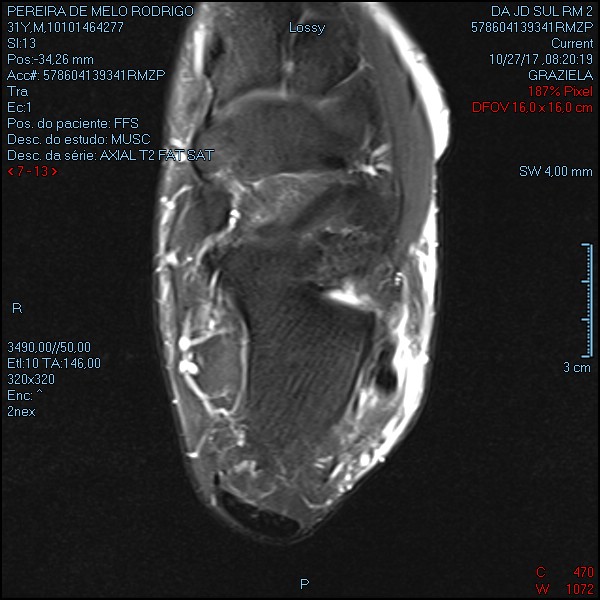 PEREIRA DE MELO RODRIGO
31Y,M,10101464277
Sl:13
Pos:-34,26 mm
Acc#: 578604139341RMZP
Tra
Ec:1
Pos. do paciente: FFS
Desc. do estudo: MUSC
Desc. da série: AXIAL T2 FAT SAT
< 7 - 13 >
Lossy
DA JD SUL RM 2
578604139341RMZP
Current
10/27/17 ,08:20:19
GRAZIELA
187% Pixel
DFOV 16,0 x 16,0 cm
SW 4,00 mm
R
3490,00//50,00
Etl:10 TA:146,00
320x320
Enc: ^
2nex
3 cm
P
C 470
W 1072